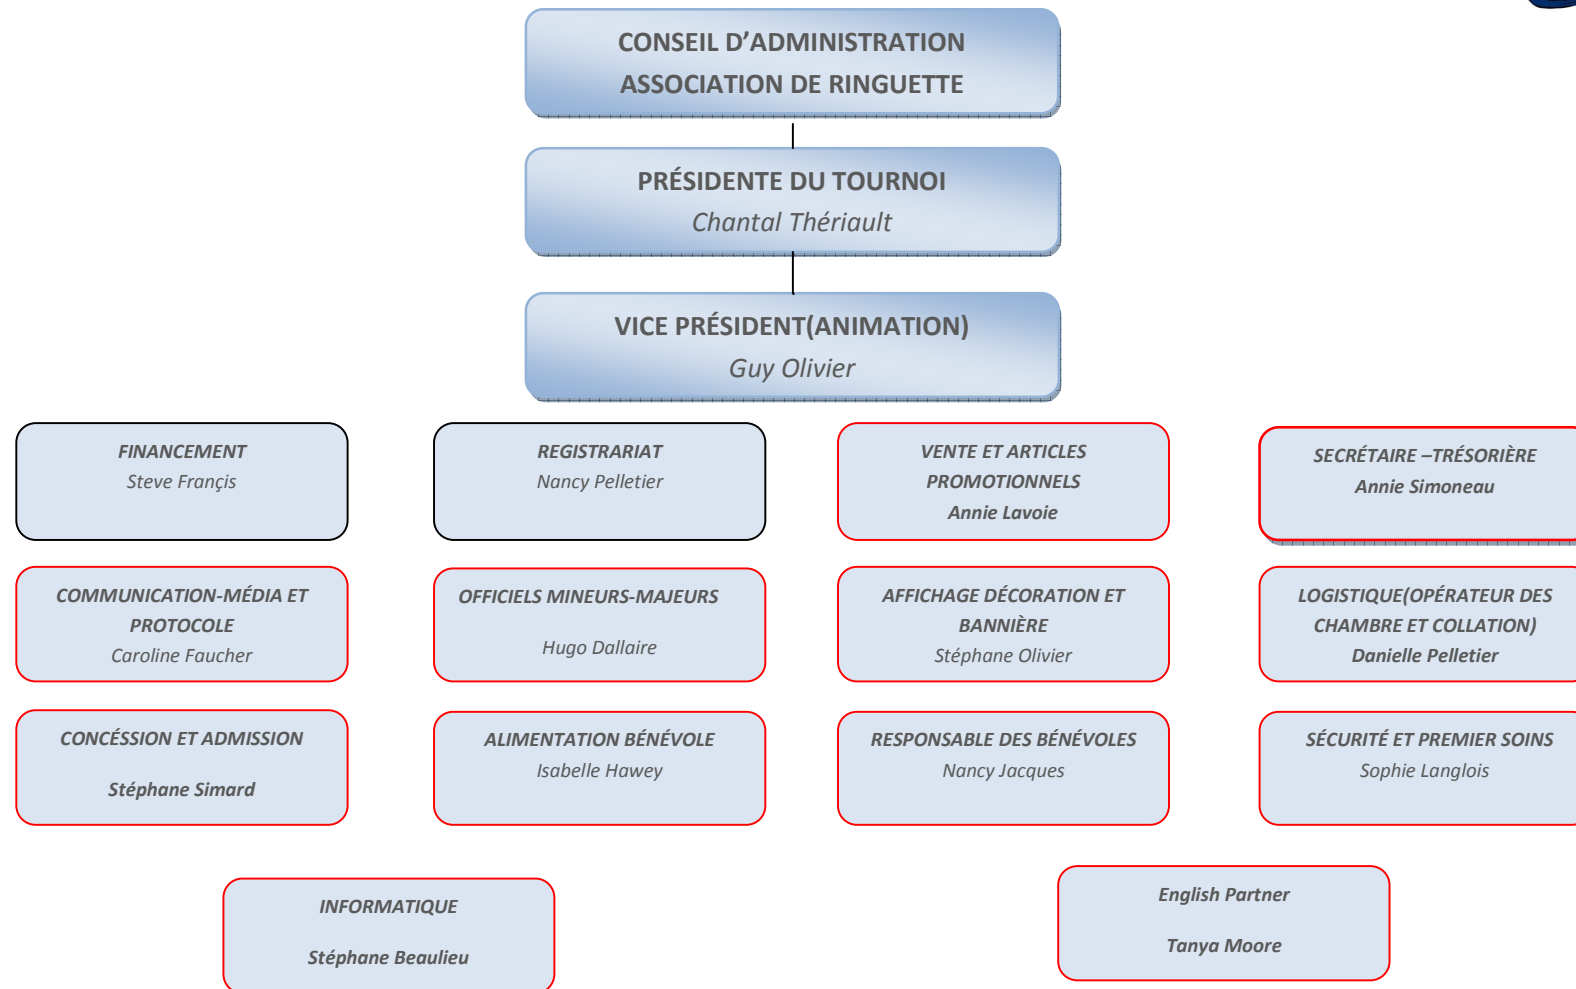 CONSEIL D’ADMINISTRATION
ASSOCIATION DE RINGUETTE
PRÉSIDENTE DU TOURNOI
Chantal Thériault
VICE PRÉSIDENT(ANIMATION)
Guy Olivier
FINANCEMENT
Steve Françis
REGISTRARIAT
Nancy Pelletier
VENTE ET ARTICLES
PROMOTIONNELS
Annie Lavoie
SECRÉTAIRE –TRÉSORIÈRE
Annie Simoneau
COMMUNICATION-MÉDIA ET
PROTOCOLE
Caroline Faucher
OFFICIELS MINEURS-MAJEURS
Hugo Dallaire
AFFICHAGE DÉCORATION ET
BANNIÈRE
Stéphane Olivier
LOGISTIQUE(OPÉRATEUR DES
CHAMBRE ET COLLATION)
Danielle Pelletier
CONCÉSSION ET ADMISSION
Stéphane Simard
ALIMENTATION BÉNÉVOLE
Isabelle Hawey
RESPONSABLE DES BÉNÉVOLES
Nancy Jacques
SÉCURITÉ ET PREMIER SOINS
Sophie Langlois
INFORMATIQUE
Stéphane Beaulieu
English Partner
Tanya Moore